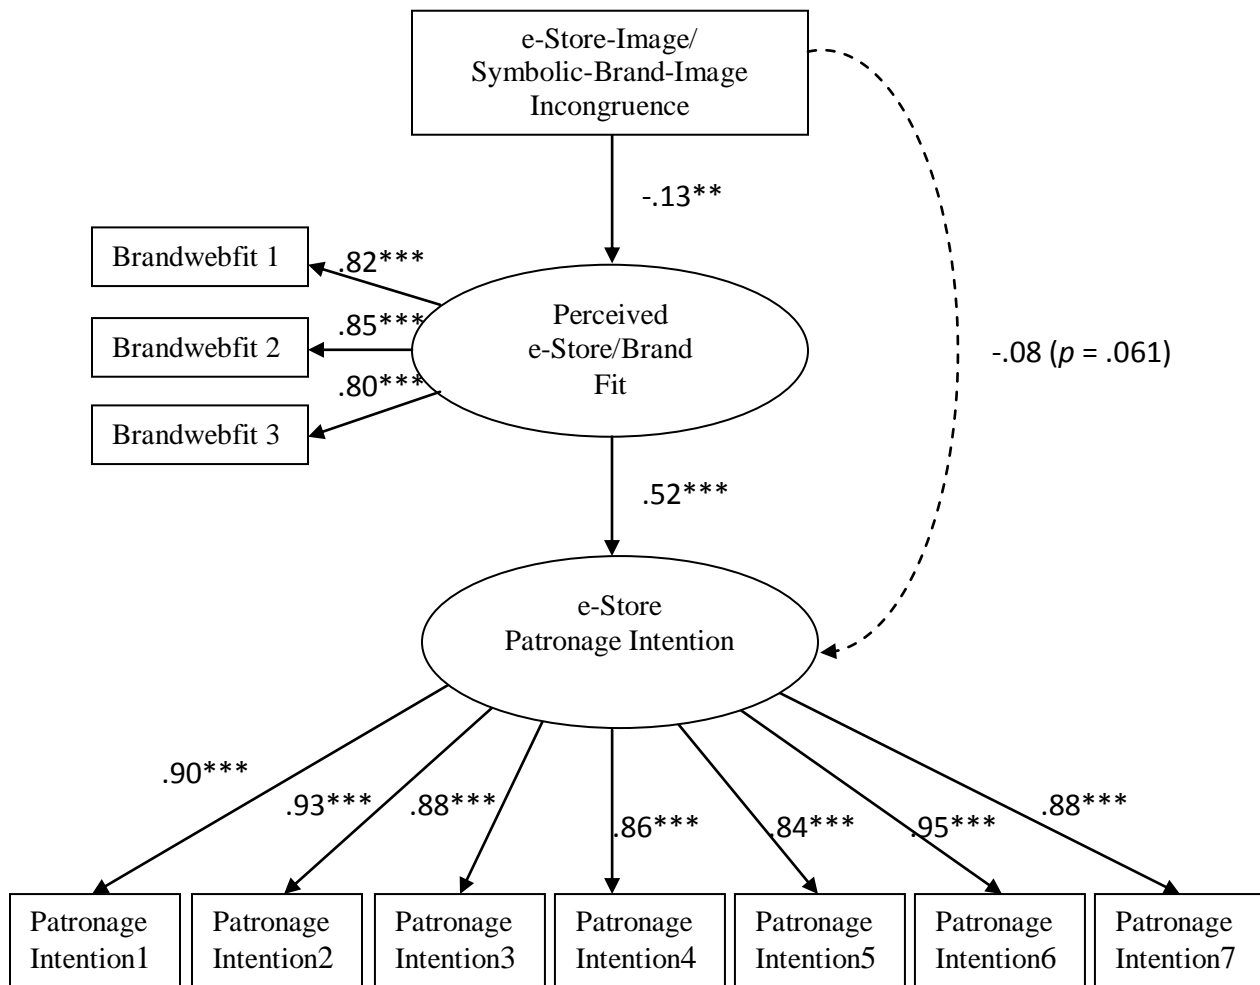 e-Store-Image/
Symbolic-Brand-Image
Incongruence
-.13**
Brandwebfit 1
.82***
Brandwebfit 2
.85***
Brandwebfit 3
.80***
Perceived
e-Store/Brand
Fit
-.08 (p = .061)
.52***
e-Store
Patronage Intention
.90***
.93***
.88***
.86***
.84***
.95***
.88***
Patronage
Intention1
Patronage
Intention2
Patronage
Intention3
Patronage
Intention4
Patronage
Intention5
Patronage
Intention6
Patronage
Intention7